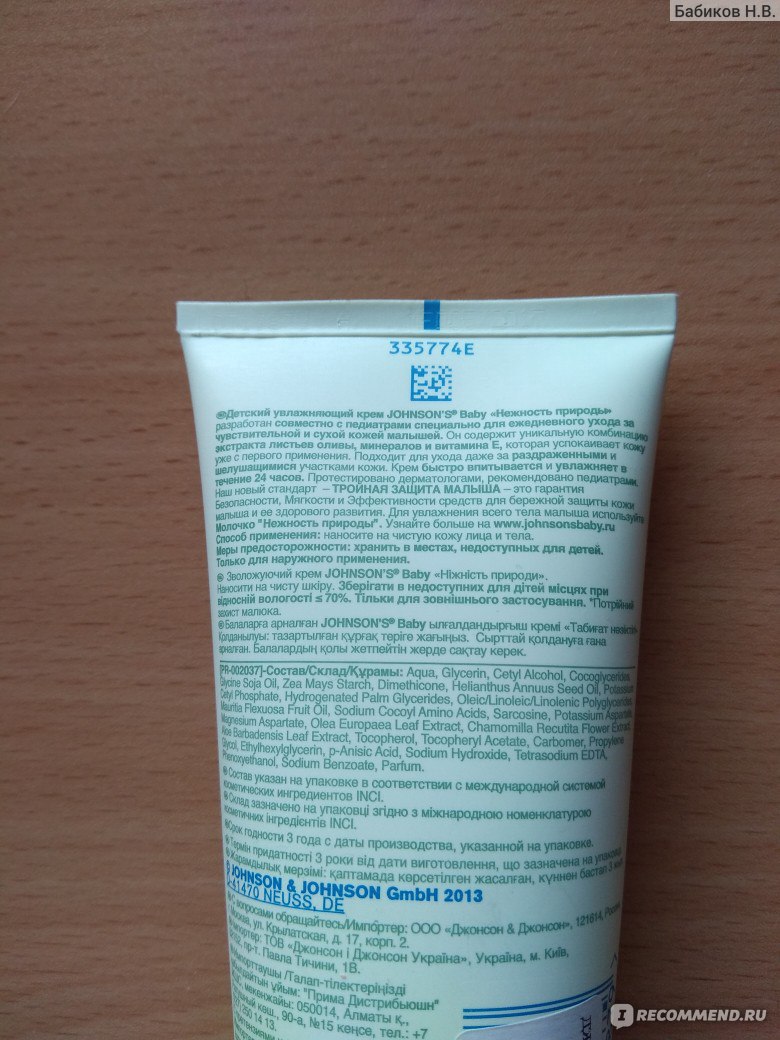 Бабиков Н.В.
335774E
Детский увлажняющий крем JOHNSON'S® Baby «Нежность природы»
разработан совместно с педиатрами специально для ежедневного ухода за
чувствительной и сухой кожей малышей. Он содержит уникальную комбинацию
экстракта листьев оливы, минералов и витамина Е, которая успокаивает кожу
уже с первого применения. Подходит для ухода даже за раздраженными и
шелушащимися участками кожи. Крем быстро впитывается и увлажняет в
течение 24 часов. Протестировано дерматологами, рекомендовано педиатрами.
Наш новый стандарт – ТРОЙНАЯ ЗАЩИТА МАЛЫША – это гарантия
Безопасности, Мягкости и Эффективности средств для бережной защиты кожи
малыша и ее здорового развития. Для увлажнения всего тела малыша используйте
Молочко "Нежность природы". Узнайте больше на www.johnsonsbaby.ru
Способ применения: наносите на чистую кожу лица и тела.
Меры предосторожности: хранить в местах, недоступных для детей.
Только для наружного применения.
Зволожуючий крем JOHNSON'S® Baby «Ніжність природи».
Наносити на чисту шкіру. Зберігати в недоступних для дітей місцях при
відносній вологості ≤ 70%. Тільки для зовнішнього застосування. "Потрійний
захист малюка.
Балаларға арналған JOHNSON'S® Baby ылғалдандырғыш кремі «Табиғат
Қолданылуы: тазартылған құрғақ теріге жағыңыз. Сырттай қолдануға ғана
арналған. Балалардың қолы жетпейтін жерде сақтау керек.
[PR-002037]-Состав/Склад/Құрамы: Aqua, Glycerin, Cetyl Alcohol, Cocoglycerides,
Glycine Soja Oil, Zea Mays Starch, Dimethicone, Helianthus Annuus Seed Oil, Potassium
Cetyl Phosphate, Hydrogenated Palm Glycerides, Oleic/Linoleic/Linolenic Polyglycerides,
Mauritia Flexuosa Fruit Oil, Sodium Cocoyl Amino Acids, Sarcosine, Potassium Aspartate,
Magnesium Aspartate, Olea Europaea Leaf Extract, Chamomilla Recutita Flower Extract,
Aloe Barbadensis Leaf Extract, Tocopherol, Tocopheryl Acetate, Carbomer, Propylene
Glycol, Ethylhexylglycerin, p-Anisic Acid, Sodium Hydroxide, Tetrasodium EDTA,
Phenoxyethanol, Sodium Benzoate, Parfum.
Состав указан на упаковке в соответствии с международной системой
косметических ингредиентов INCI.
Склад зазначено на упаковці згідно з міжнародною номенклатурою
косметичних інгредієнтів INCI.
Срок годности 3 года с даты производства, указанной на упаковке.
Термін придатності 3 роки від дати виготовлення, що зазначена на упаковці.
Жарамдылық мерзімі: қаптамада көрсетілген жасалған, күннен бастап 3
© JOHNSON & JOHNSON GmbH 2013
D-41470 NEUSS, DE
С вопросами обращайтесь/Импортер: ООО «Джонсон & Джонсон», 121614,
Москва, ул. Крылатская, д. 17, корп. 2.
Імпортер: ТОВ «Джонсон і Джонсон Україна», Україна, м. Київ,
пр-т. Павла Тичини, 1В.
/Талап-тілектеріңізді
ұйым: "Прима Дистрибьюшн"
мекенжайы: 050014, Алматы қ.,
көш., 90-а, №15 кеңсе, тел.: +7
250 14 13.
I RECOMMEND.RU